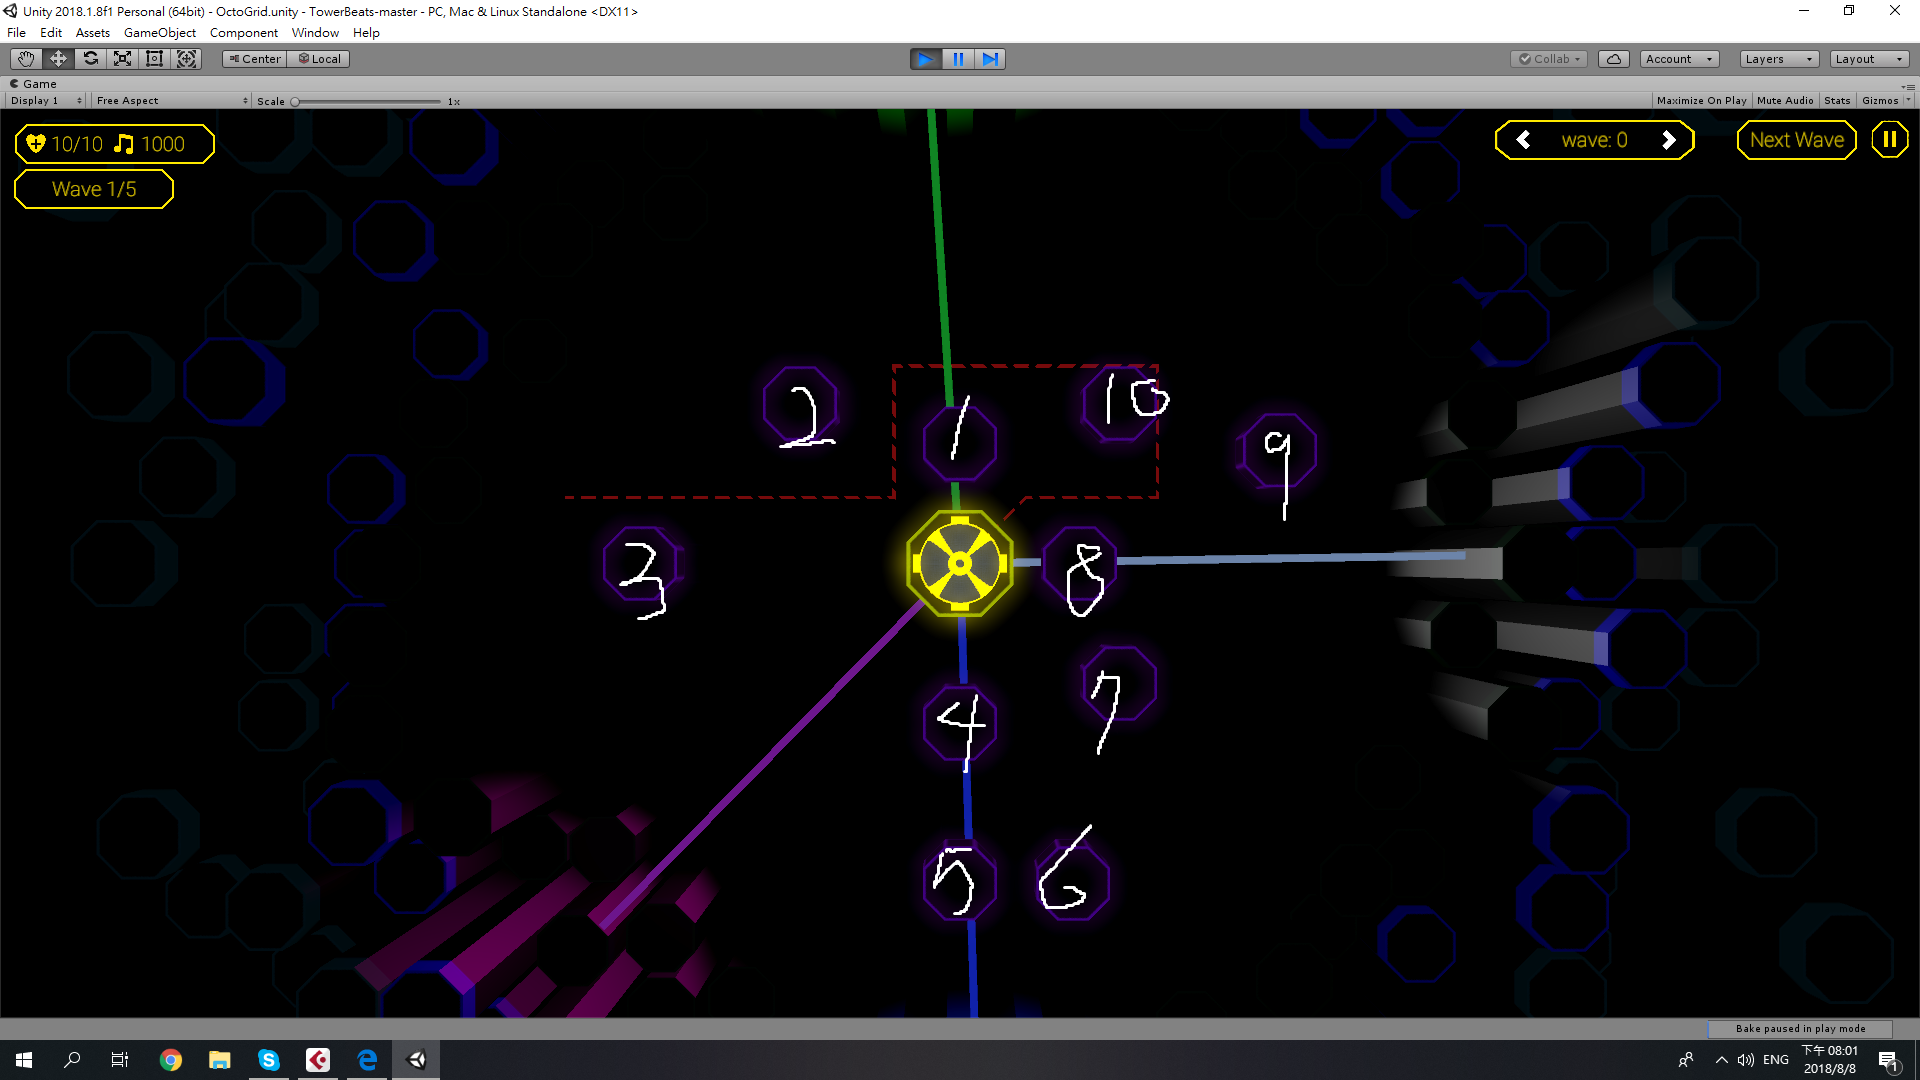 Unity 2018.1.8f1 Personal (64bit) - OctoGrid.unity - TowerBeats-master - PC, Mac & Linux Standalone <DX11>
File Edit Assets GameObject Component Window Help
Center Local Collab Account Layers Layout
Game
Display 1 Free Aspect Scale 1x Maximize On Play Mute Audio Stats Gizmos
10/10 1000 wave: 0 Next Wave
Wave 1/5
2 1 10 9
3 8
4 7
5 6
Bake paused in play mode
ENG 下午 08:01
2018/8/8 1